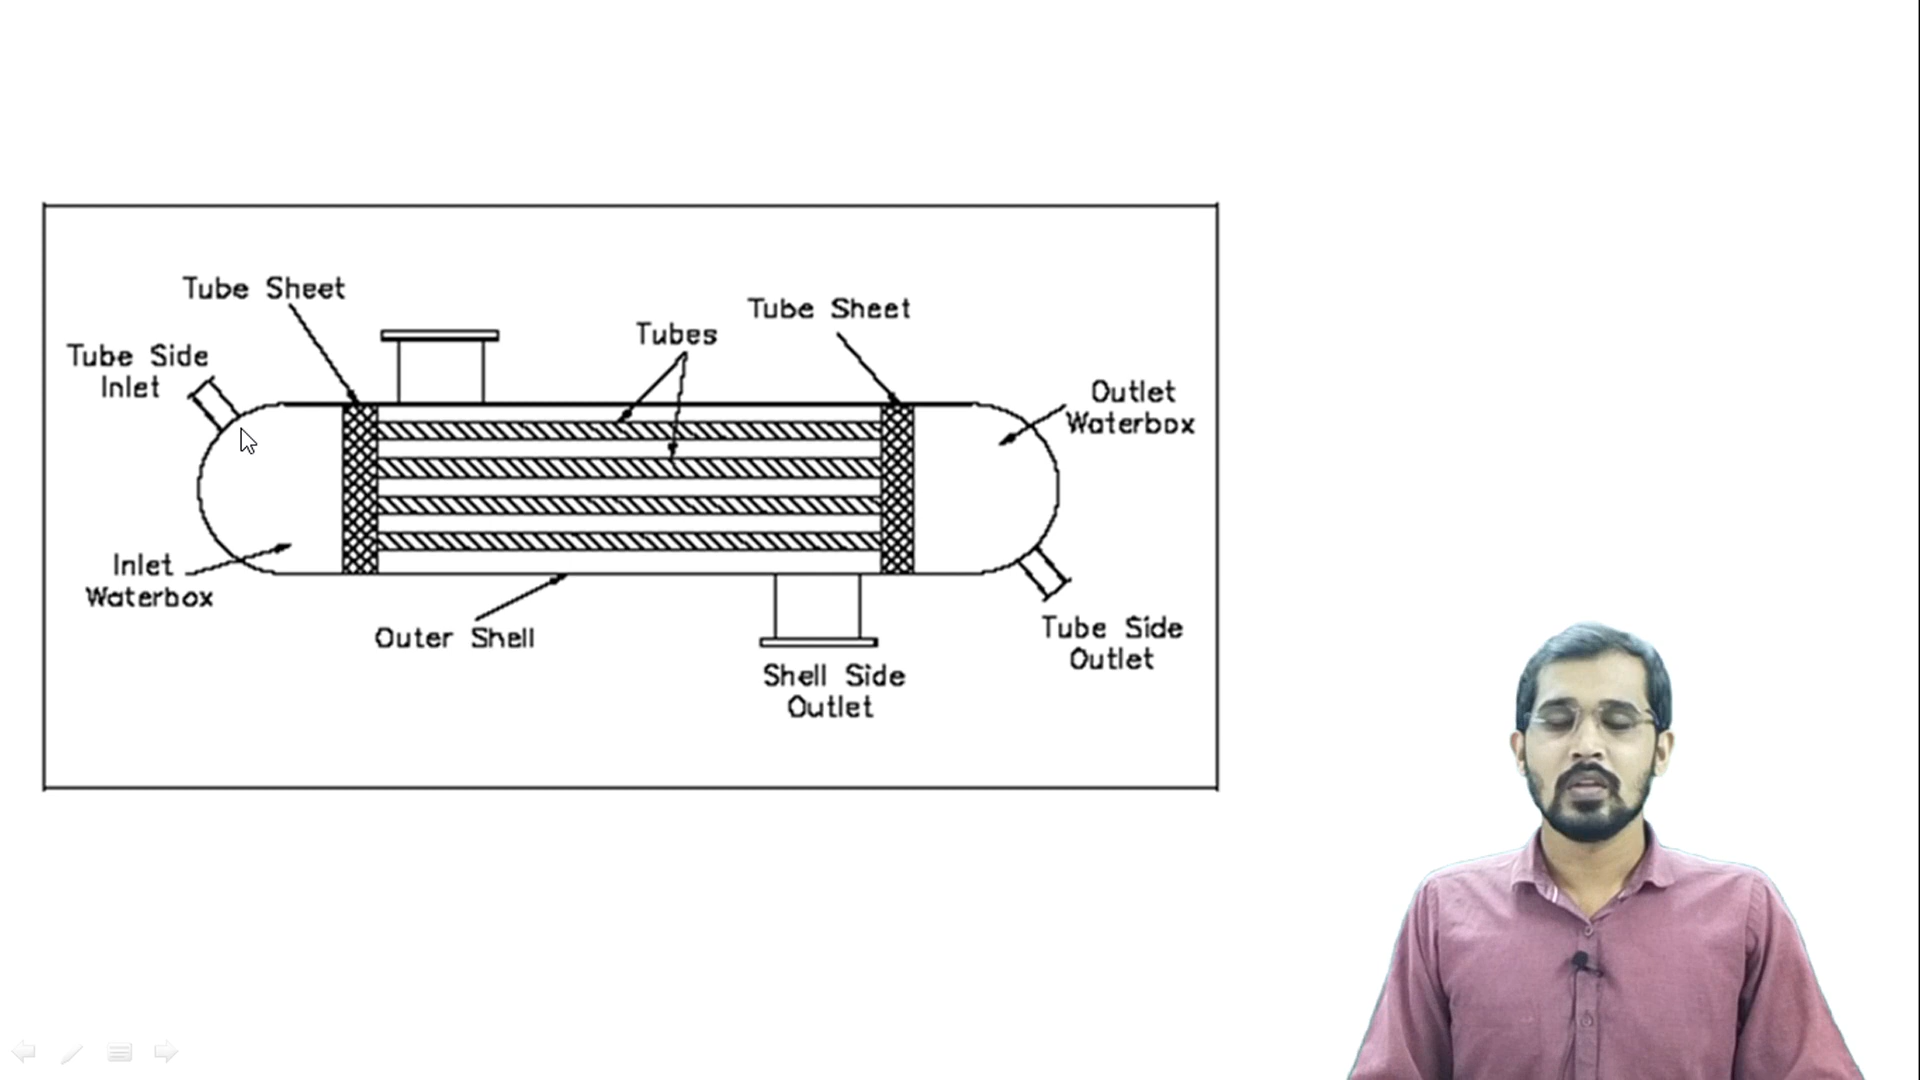 Tube Sheet
Tube Sheet
Tubes
Tube Side
Inlet
Outlet
Waterbox
Inlet
Waterbox
Outer Shell
Tube Side
Outlet
Shell Side
Outlet